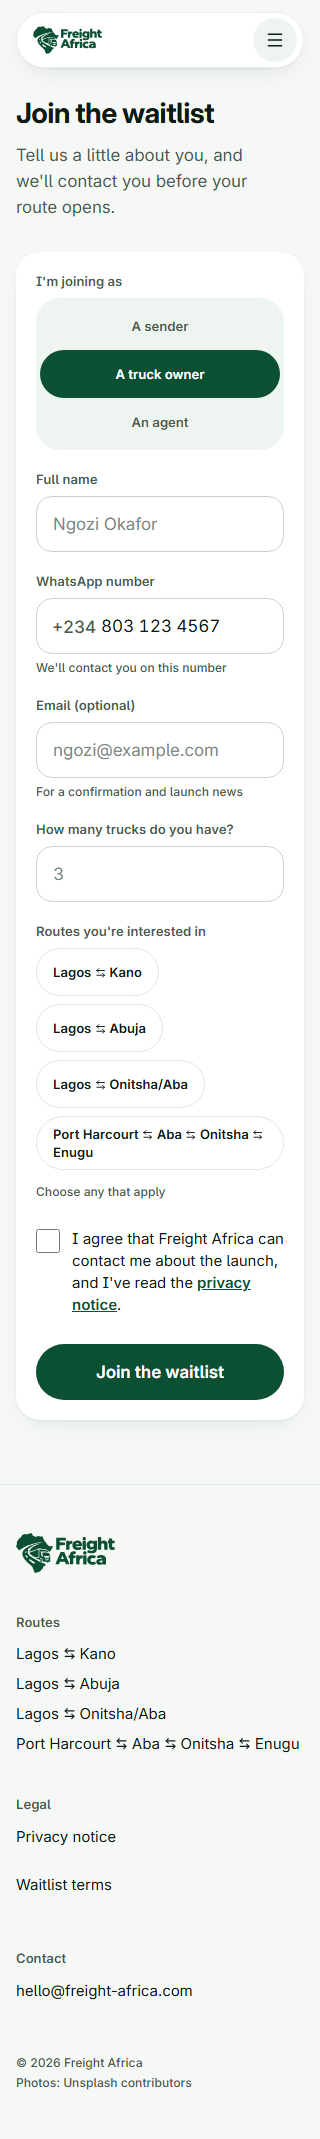 Freight
Africa
Join the waitlist
Tell us a little about you, and
we'll contact you before your
route opens.
I'm joining as
A sender
A truck owner
An agent
Full name
Ngozi Okafor
WhatsApp number
+234 803 123 4567
We'll contact you on this number
Email (optional)
ngozi@example.com
For a confirmation and launch news
How many trucks do you have?
3
Routes you're interested in
Lagos ⇆ Kano
Lagos ⇆ Abuja
Lagos ⇆ Onitsha/Aba
Port Harcourt ⇆ Aba ⇆ Onitsha ⇆
Enugu
Choose any that apply
I agree that Freight Africa can
contact me about the launch,
and I've read the privacy
notice.
Join the waitlist
Freight
Africa
Routes
Lagos ⇆ Kano
Lagos ⇆ Abuja
Lagos ⇆ Onitsha/Aba
Port Harcourt ⇆ Aba ⇆ Onitsha ⇆ Enugu
Legal
Privacy notice
Waitlist terms
Contact
hello@freight-africa.com
© 2026 Freight Africa
Photos: Unsplash contributors